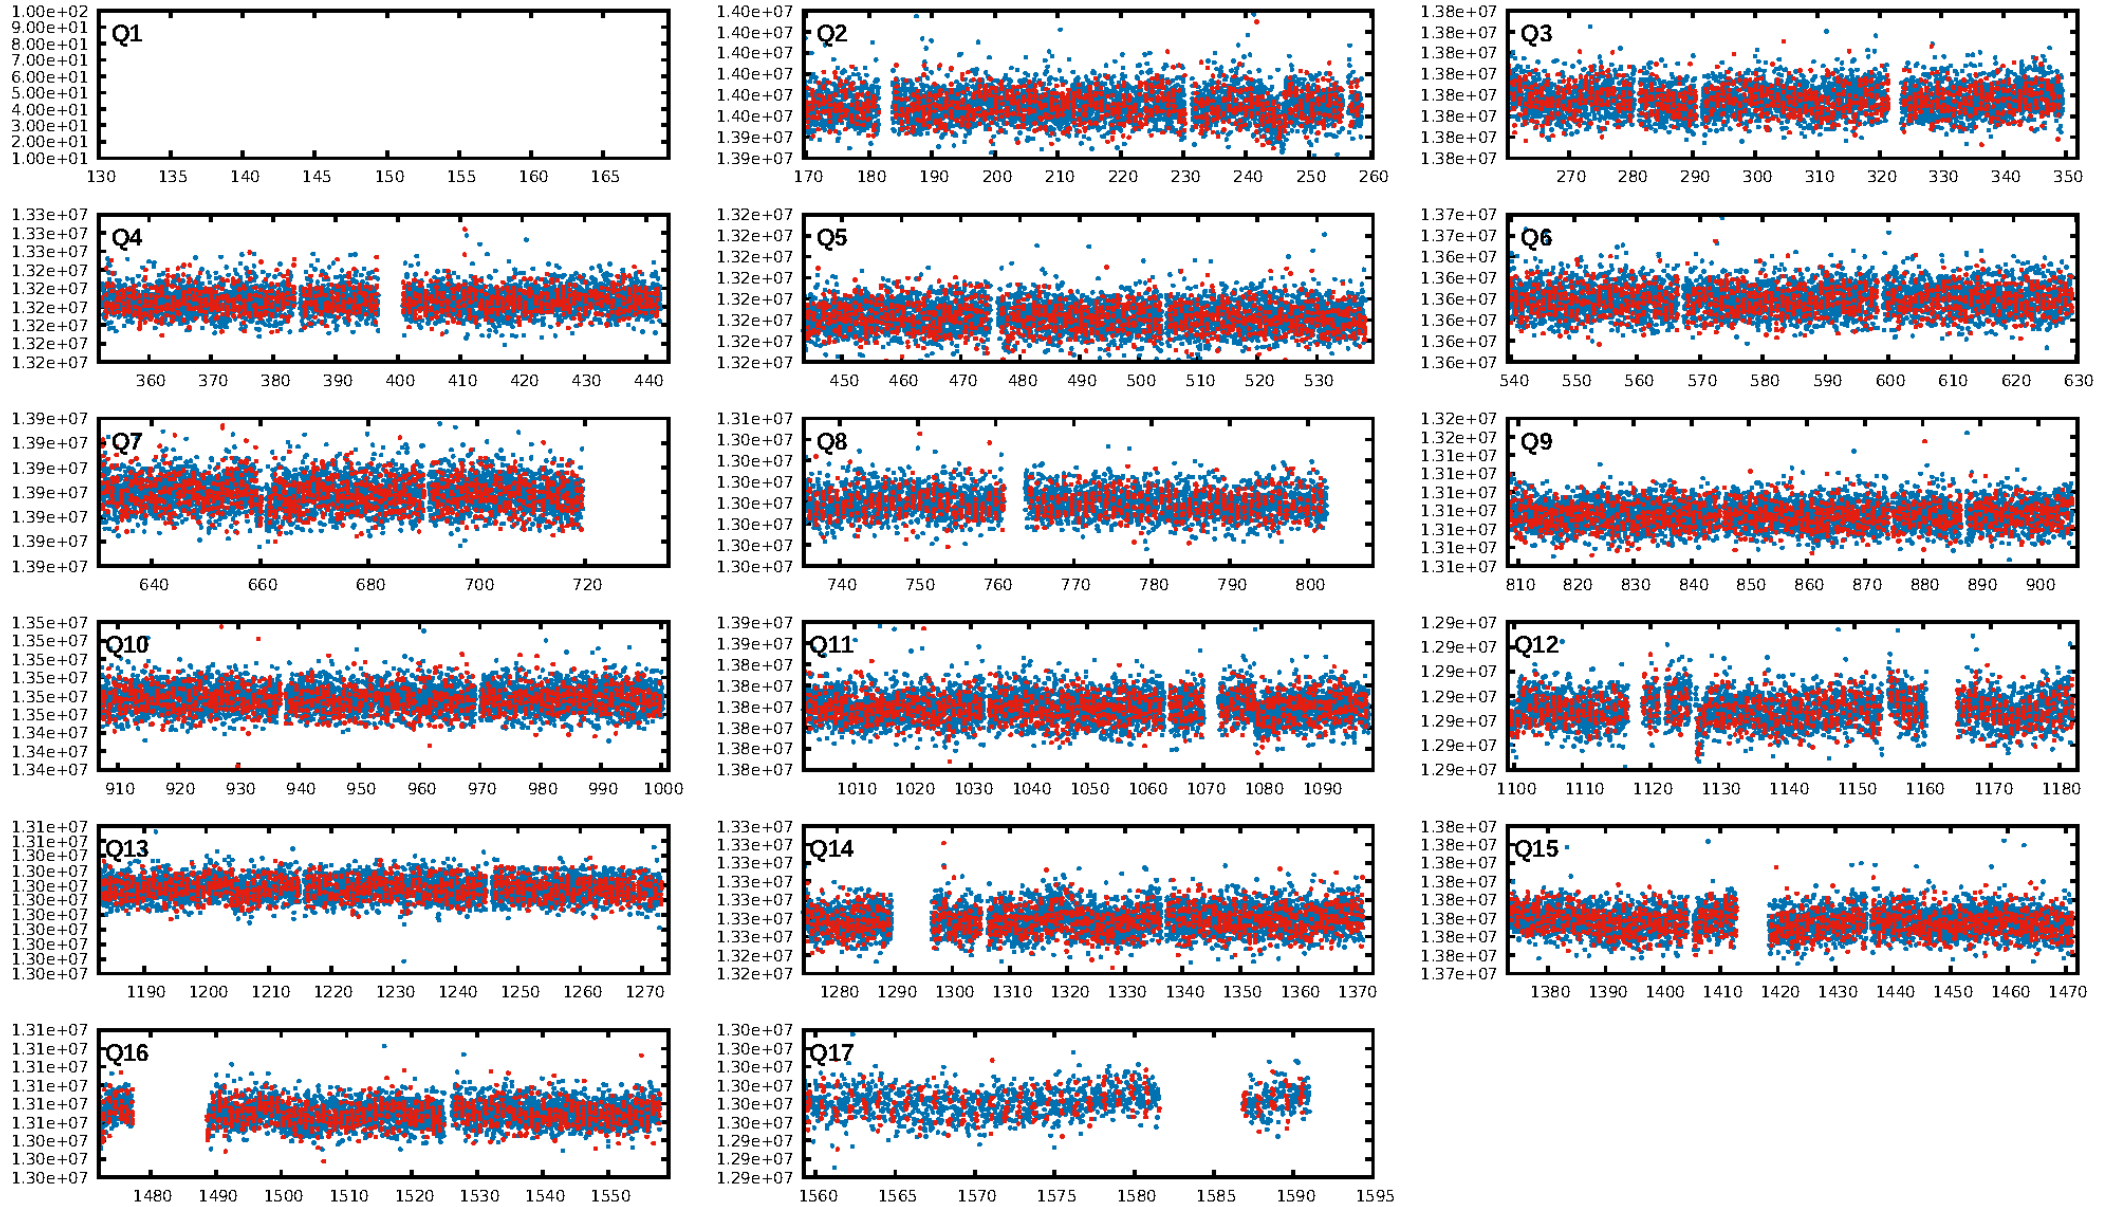 1.00e+02
9.00e+01
8.00e+01
7.00e+01
6.00e+01
5.00e+01
4.00e+01
3.00e+01
2.00e+01
1.00e+01
Q1
130 135 140 145 150 155 160 165
1.40e+07
1.40e+07
1.40e+07
1.40e+07
1.40e+07
1.40e+07
1.39e+07
1.39e+07
Q2
170 180 190 200 210 220 230 240 250 260
1.38e+07
1.38e+07
1.38e+07
1.38e+07
1.38e+07
1.38e+07
1.38e+07
1.38e+07
Q3
270 280 290 300 310 320 330 340 350
1.33e+07
1.33e+07
1.33e+07
1.32e+07
1.32e+07
1.32e+07
1.32e+07
1.32e+07
1.32e+07
Q4
360 370 380 390 400 410 420 430 440
1.32e+07
1.32e+07
1.32e+07
1.32e+07
1.32e+07
1.32e+07
1.32e+07
1.32e+07
Q5
450 460 470 480 490 500 510 520 530
1.37e+07
1.37e+07
1.36e+07
1.36e+07
1.36e+07
1.36e+07
1.36e+07
1.36e+07
Q6
540 550 560 570 580 590 600 610 620 630
1.39e+07
1.39e+07
1.39e+07
1.39e+07
1.39e+07
1.39e+07
1.39e+07
Q7
640 660 680 700 720
1.31e+07
1.30e+07
1.30e+07
1.30e+07
1.30e+07
1.30e+07
1.30e+07
1.30e+07
Q8
740 750 760 770 780 790 800
1.32e+07
1.32e+07
1.31e+07
1.31e+07
1.31e+07
1.31e+07
1.31e+07
1.31e+07
1.31e+07
Q9
810 820 830 840 850 860 870 880 890 900
1.35e+07
1.35e+07
1.35e+07
1.35e+07
1.35e+07
1.35e+07
1.34e+07
1.34e+07
1.34e+07
Q10
910 920 930 940 950 960 970 980 990 1000
1.39e+07
1.39e+07
1.38e+07
1.38e+07
1.38e+07
1.38e+07
1.38e+07
1.38e+07
Q11
1010 1020 1030 1040 1050 1060 1070 1080 1090
1.29e+07
1.29e+07
1.29e+07
1.29e+07
1.29e+07
1.29e+07
1.29e+07
Q12
1100 1110 1120 1130 1140 1150 1160 1170 1180
1.31e+07
1.30e+07
1.30e+07
1.30e+07
1.30e+07
1.30e+07
1.30e+07
1.30e+07
1.30e+07
1.30e+07
1.30e+07
Q13
1190 1200 1210 1220 1230 1240 1250 1260 1270
1.33e+07
1.33e+07
1.33e+07
1.33e+07
1.33e+07
1.33e+07
1.33e+07
1.32e+07
1.32e+07
Q14
1280 1290 1300 1310 1320 1330 1340 1350 1360 1370
1.38e+07
1.38e+07
1.38e+07
1.38e+07
1.38e+07
1.38e+07
1.38e+07
1.38e+07
1.37e+07
Q15
1380 1390 1400 1410 1420 1430 1440 1450 1460 1470
1.31e+07
1.31e+07
1.31e+07
1.31e+07
1.31e+07
1.31e+07
1.30e+07
1.30e+07
1.30e+07
Q16
1480 1490 1500 1510 1520 1530 1540 1550
1.30e+07
1.30e+07
1.30e+07
1.30e+07
1.30e+07
1.30e+07
1.29e+07
1.29e+07
1.29e+07
Q17
1560 1565 1570 1575 1580 1585 1590 1595